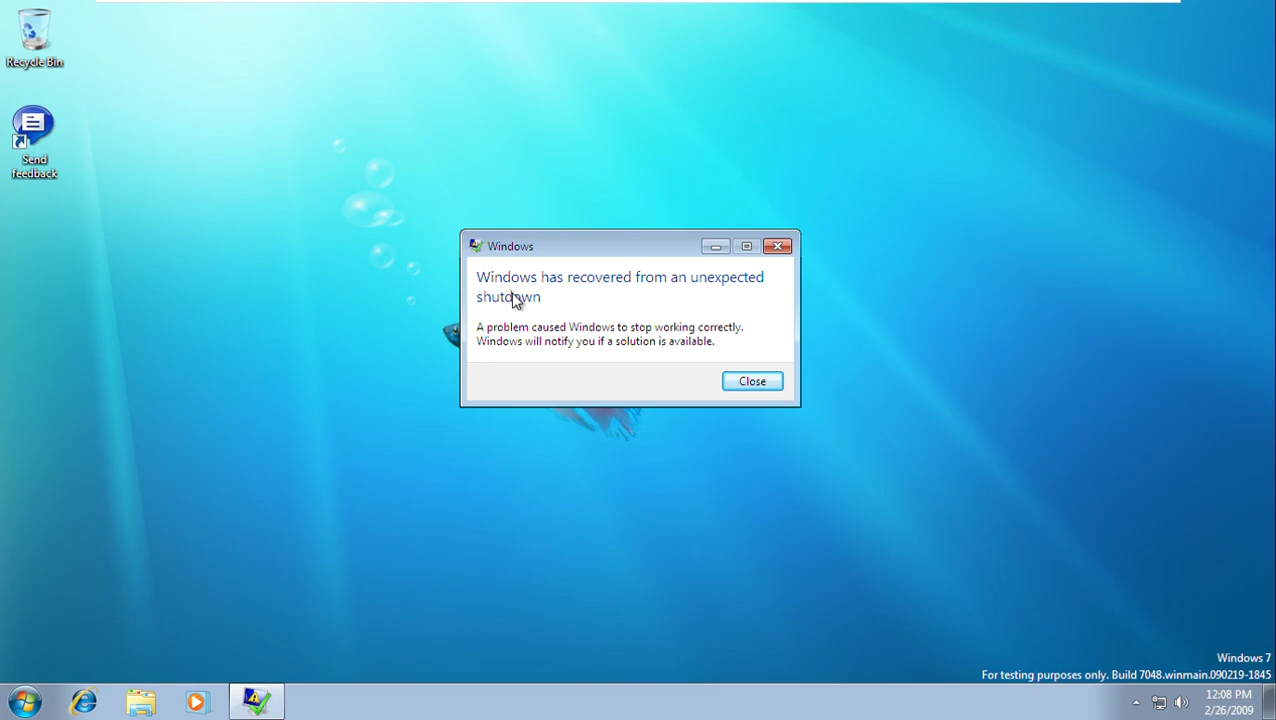 Recycle Bin
Send
feedback
Windows
Windows has recovered from an unexpected
shutdown
A problem caused Windows to stop working correctly.
Windows will notify you if a solution is available.
Close
Windows 7
For testing purposes only. Build 7048.winmain.090219-1845
12:08 PM
2/26/2009